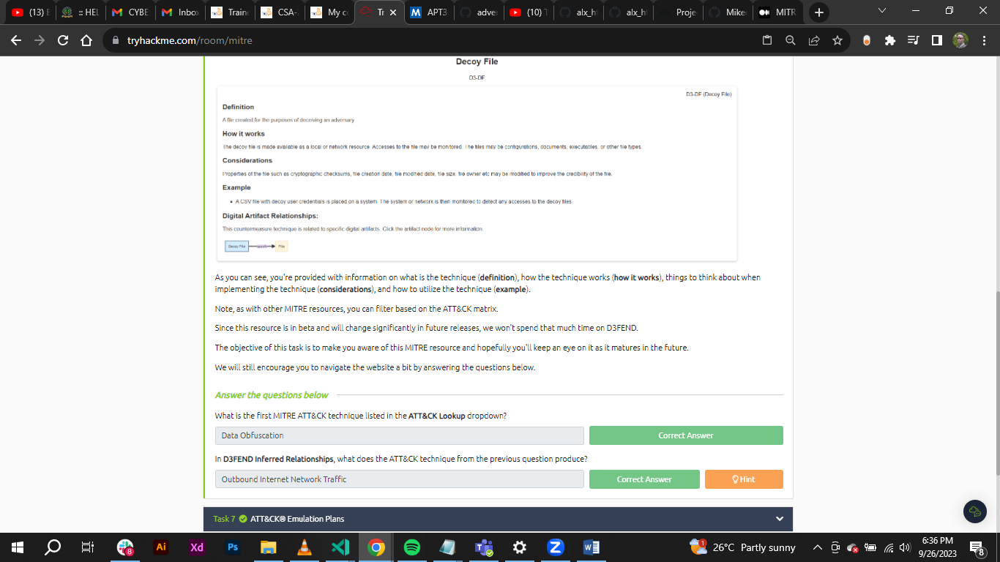 (13) E
:: HEL
CYBE
Inbo
Traine
CSA-
My co
Tr
APT3
adver
(10) T
alx_h
alx_h
Proje
Mike
MITR
tryhackme.com/room/mitre
Decoy File
D3-DF
D3-DF (Decoy File)
Definition
A file created for the purposes of deceiving an adversary.
How it works
The decoy file is made available as a local or network resource. Accesses to the file may be monitored. The files may be configurations, documents, executables, or other file types.
Considerations
Properties of the file such as cryptographic checksums, file creation date, file modified date, file size, file owner etc may be modified to improve the credibility of the file.
Example
• A CSV file with decoy user credentials is placed on a system. The system or network is then monitored to detect any accesses to the decoy files.
Digital Artifact Relationships:
This countermeasure technique is related to specific digital artifacts. Click the artifact node for more information.
Decoy File
File
As you can see, you're provided with information on what is the technique (definition), how the technique works (how it works), things to think about when
implementing the technique (considerations), and how to utilize the technique (example).
Note, as with other MITRE resources, you can filter based on the ATT&CK matrix.
Since this resource is in beta and will change significantly in future releases, we won't spend that much time on D3FEND.
The objective of this task is to make you aware of this MITRE resource and hopefully you'll keep an eye on it as it matures in the future.
We will still encourage you to navigate the website a bit by answering the questions below.
Answer the questions below
What is the first MITRE ATT&CK technique listed in the ATT&CK Lookup dropdown?
Data Obfuscation
Correct Answer
In D3FEND Inferred Relationships, what does the ATT&CK technique from the previous question produce?
Outbound Internet Network Traffic
Correct Answer
Hint
Task 7 ATT&CK® Emulation Plans
8
Ai
Xd
Ps
1
26°C Partly sunny
6:36 PM
9/26/2023
8